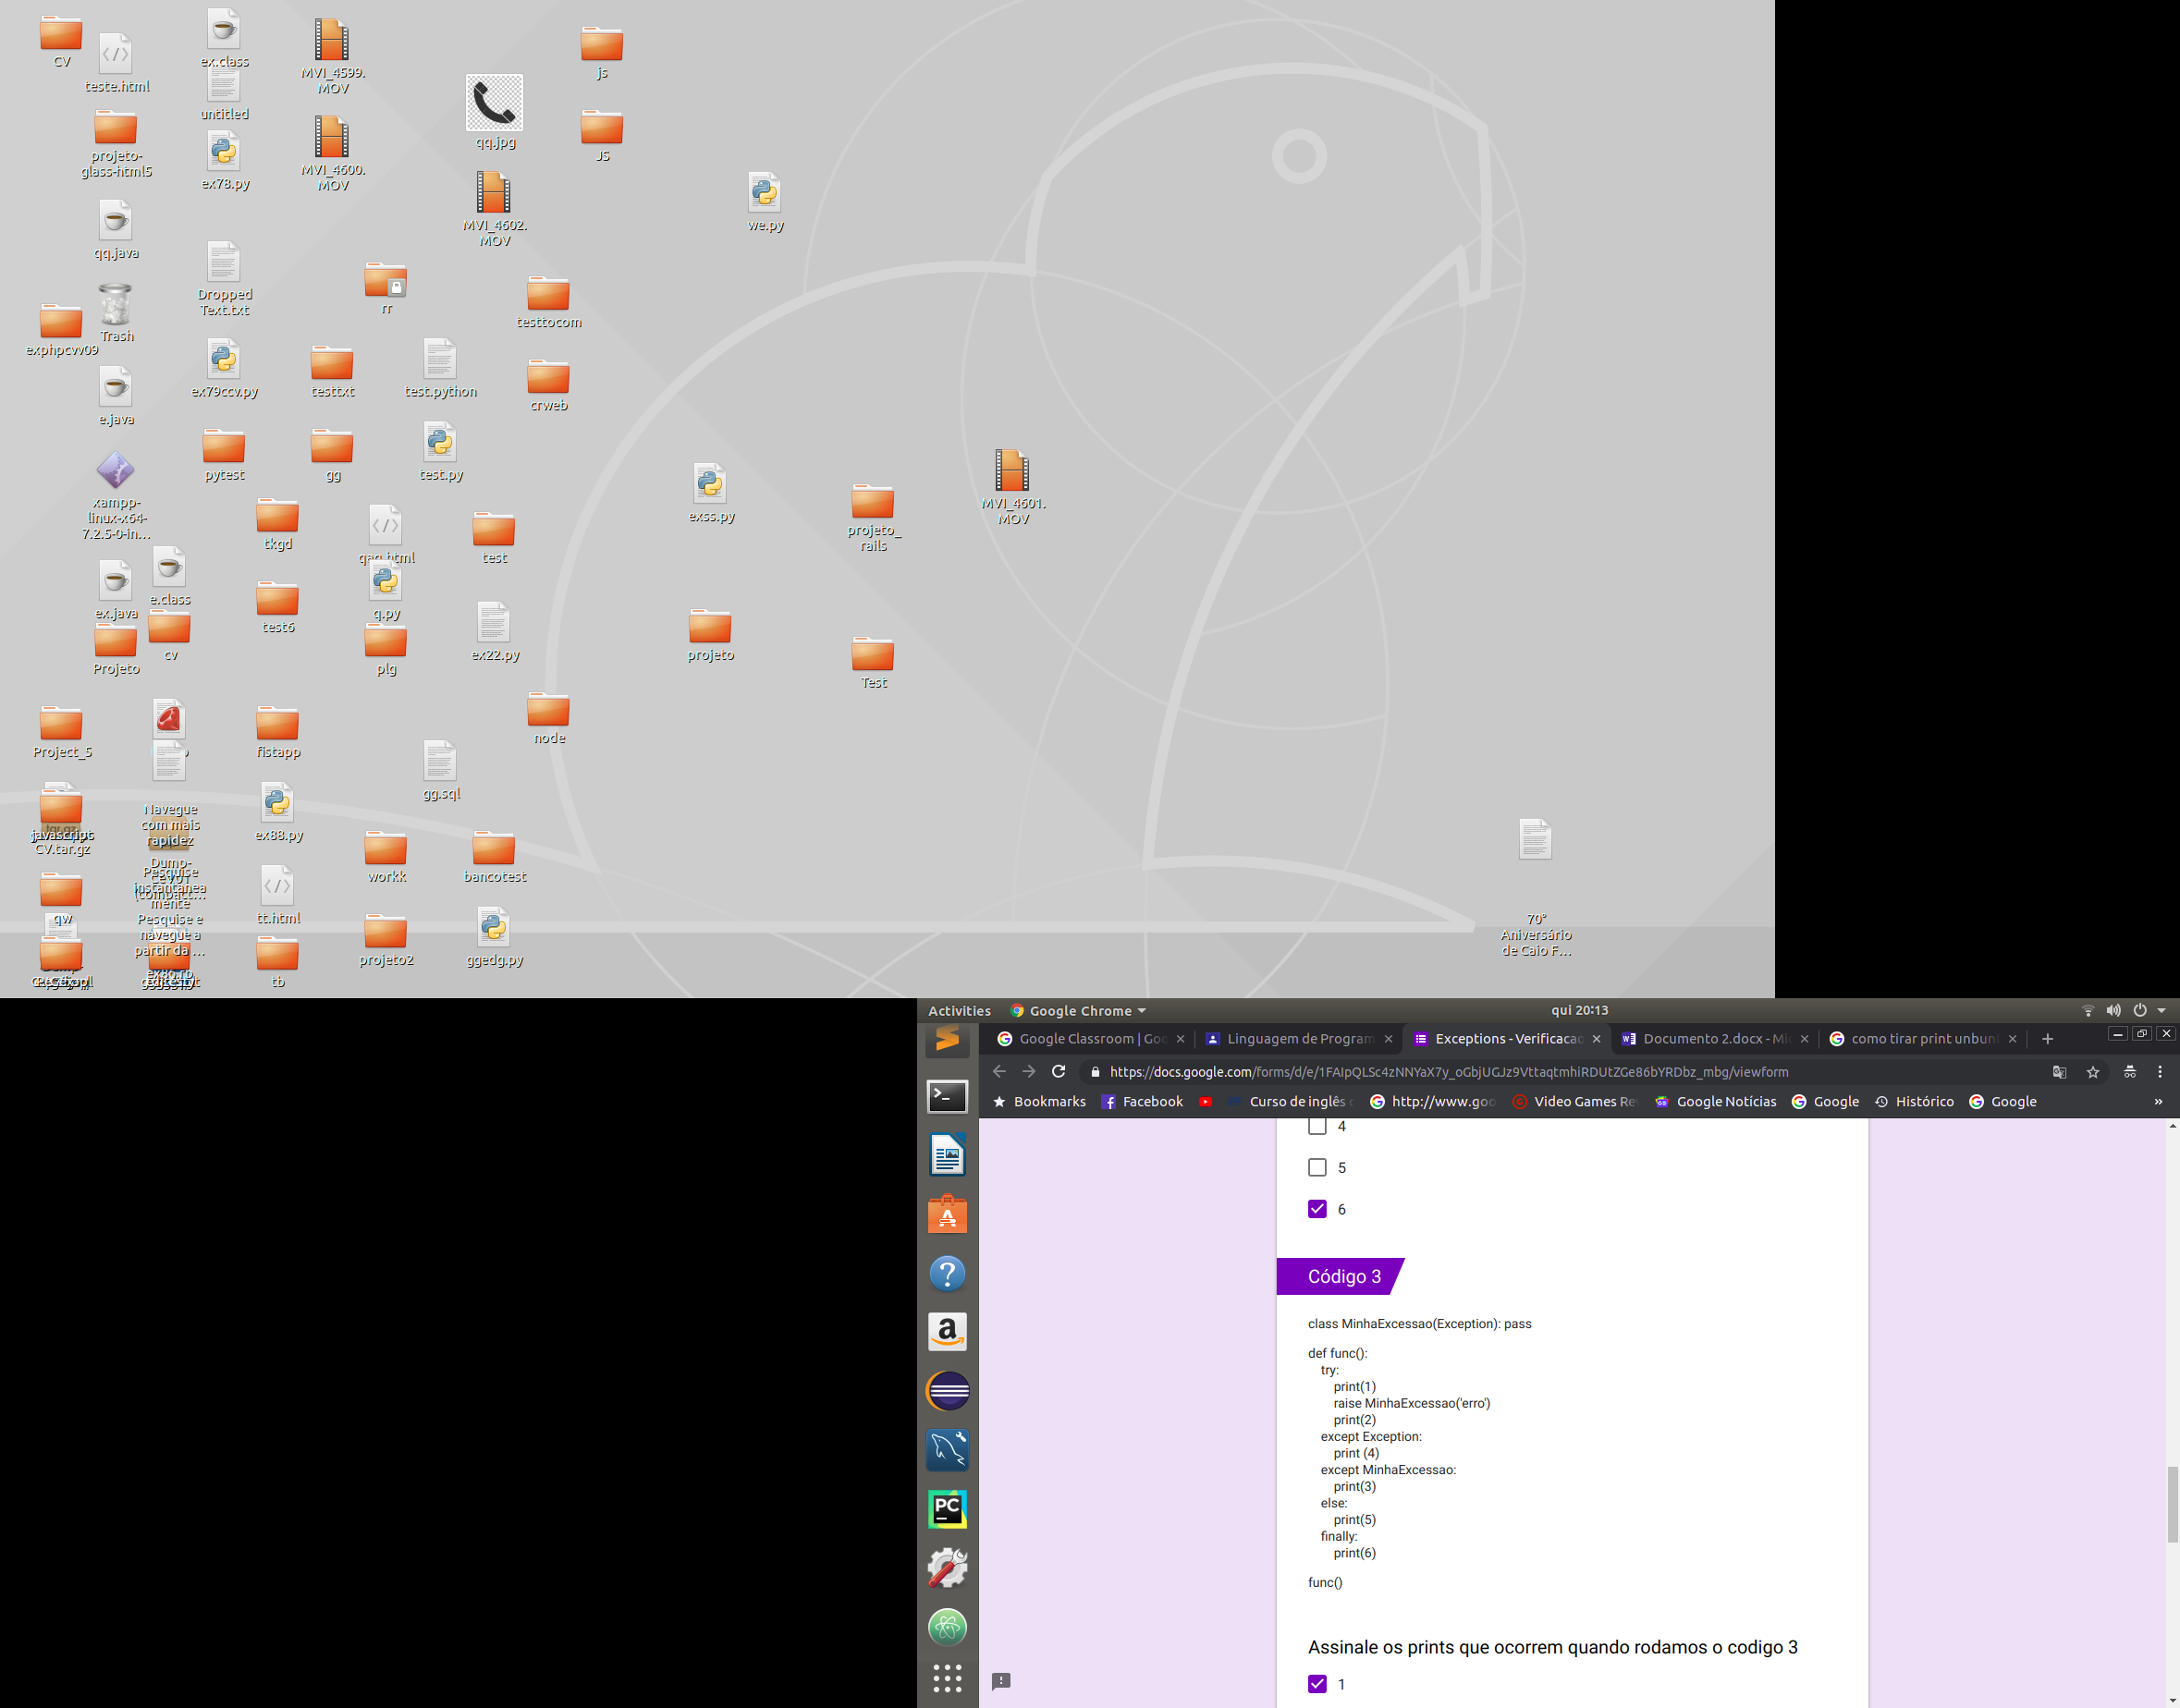 CV
teste.html
ex.class
untitled
MVI_4599.
MOV
qq.jpg
js
projeto-
glass-html5
ex78.py
MVI_4600.
MOV
JS
qq.java
MVI_4602.
MOV
we.py
Dropped
Text.txt
rr
testtocom
exphpcvv09
Trash
e.java
ex79ccv.py
testtxt
test.python
crweb
pytest
gg
test.py
xampp-
linux-x64-
7.2.5-0-in...
tkgd
test
exss.py
projeto_
rails
MVI_4601.
MOV
ex.java
e.class
test6
q.py
ex22.py
projeto
Projeto
cv
plg
Test
Project_5
fistapp
node
gg.sql
javascript
CV.tar.gz
Navegue
com mais
rapidez
ex88.py
workk
bancotest
Dump-
Pesquise
instantanea
mente
Pesquise e
navegue a
partir da ...
qw
tt.html
projeto2
ggedg.py
tb
70°
Aniversário
de Caio F...
Activities
Google Chrome
qui 20:13
Google Classroom | Goo
Linguagem de Program
Exceptions - Verificacao
Documento 2.docx - Mi
como tirar print unbun
https://docs.google.com/forms/d/e/1FAIpQLSc4zNNYaX7y_oGbjUGJz9VttaqtmhiRDUtZGe86bYRDbz_mbg/viewform
Bookmarks
Facebook
Curso de inglês
http://www.goo
Video Games Re
Google Notícias
Google
Histórico
Google
»
4
5
6
Código 3
class MinhaExcessao(Exception): pass
def func():
try:
print(1)
raise MinhaExcessao('erro')
print(2)
except Exception:
print (4)
except MinhaExcessao:
print(3)
else:
print(5)
finally:
print(6)
func()
Assinale os prints que ocorrem quando rodamos o codigo 3
1